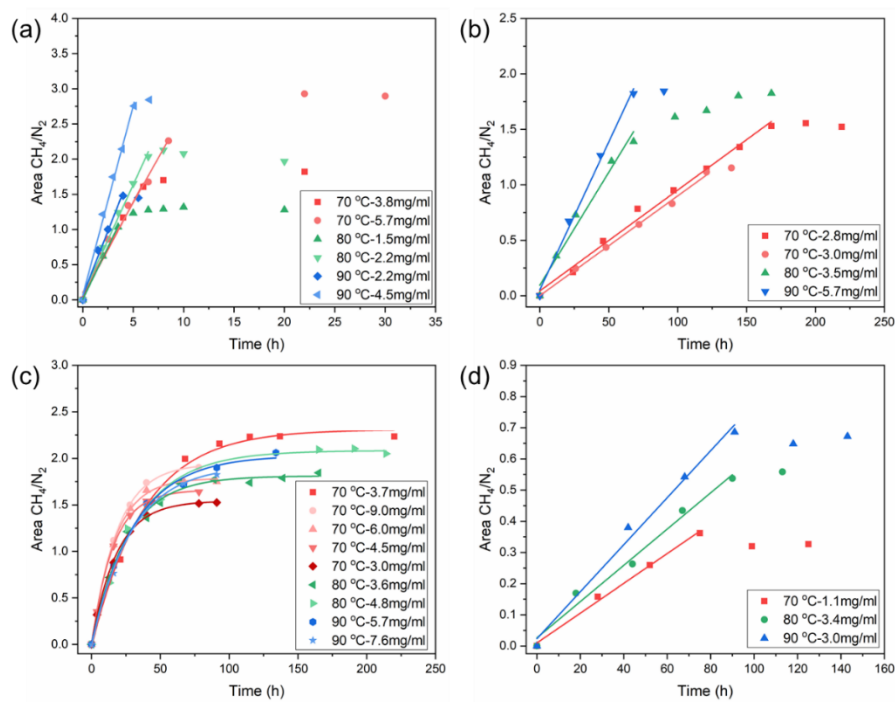 (a)
4.0
3.5
3.0
2.5
2.0
1.5
1.0
0.5
0.0
Area CH₄/N₂
0 5 10 15 20 25 30 35
Time (h)
70 °C-3.8mg/ml
70 °C-5.7mg/ml
80 °C-1.5mg/ml
80 °C-2.2mg/ml
90 °C-2.2mg/ml
90 °C-4.5mg/ml
(b)
2.0
1.5
1.0
0.5
0.0
Area CH₄/N₂
0 50 100 150 200 250
Time (h)
70 °C-2.8mg/ml
70 °C-3.0mg/ml
80 °C-3.5mg/ml
90 °C-5.7mg/ml
(c)
3.0
2.5
2.0
1.5
1.0
0.5
0.0
Area CH₄/N₂
0 50 100 150 200 250
Time (h)
70 °C-3.7mg/ml
70 °C-9.0mg/ml
70 °C-6.0mg/ml
70 °C-4.5mg/ml
70 °C-3.0mg/ml
80 °C-3.6mg/ml
80 °C-4.8mg/ml
90 °C-5.7mg/ml
90 °C-7.6mg/ml
(d)
0.9
0.8
0.7
0.6
0.5
0.4
0.3
0.2
0.1
0.0
Area CH₄/N₂
0 20 40 60 80 100 120 140 160
Time (h)
70 °C-1.1mg/ml
80 °C-3.4mg/ml
90 °C-3.0mg/ml